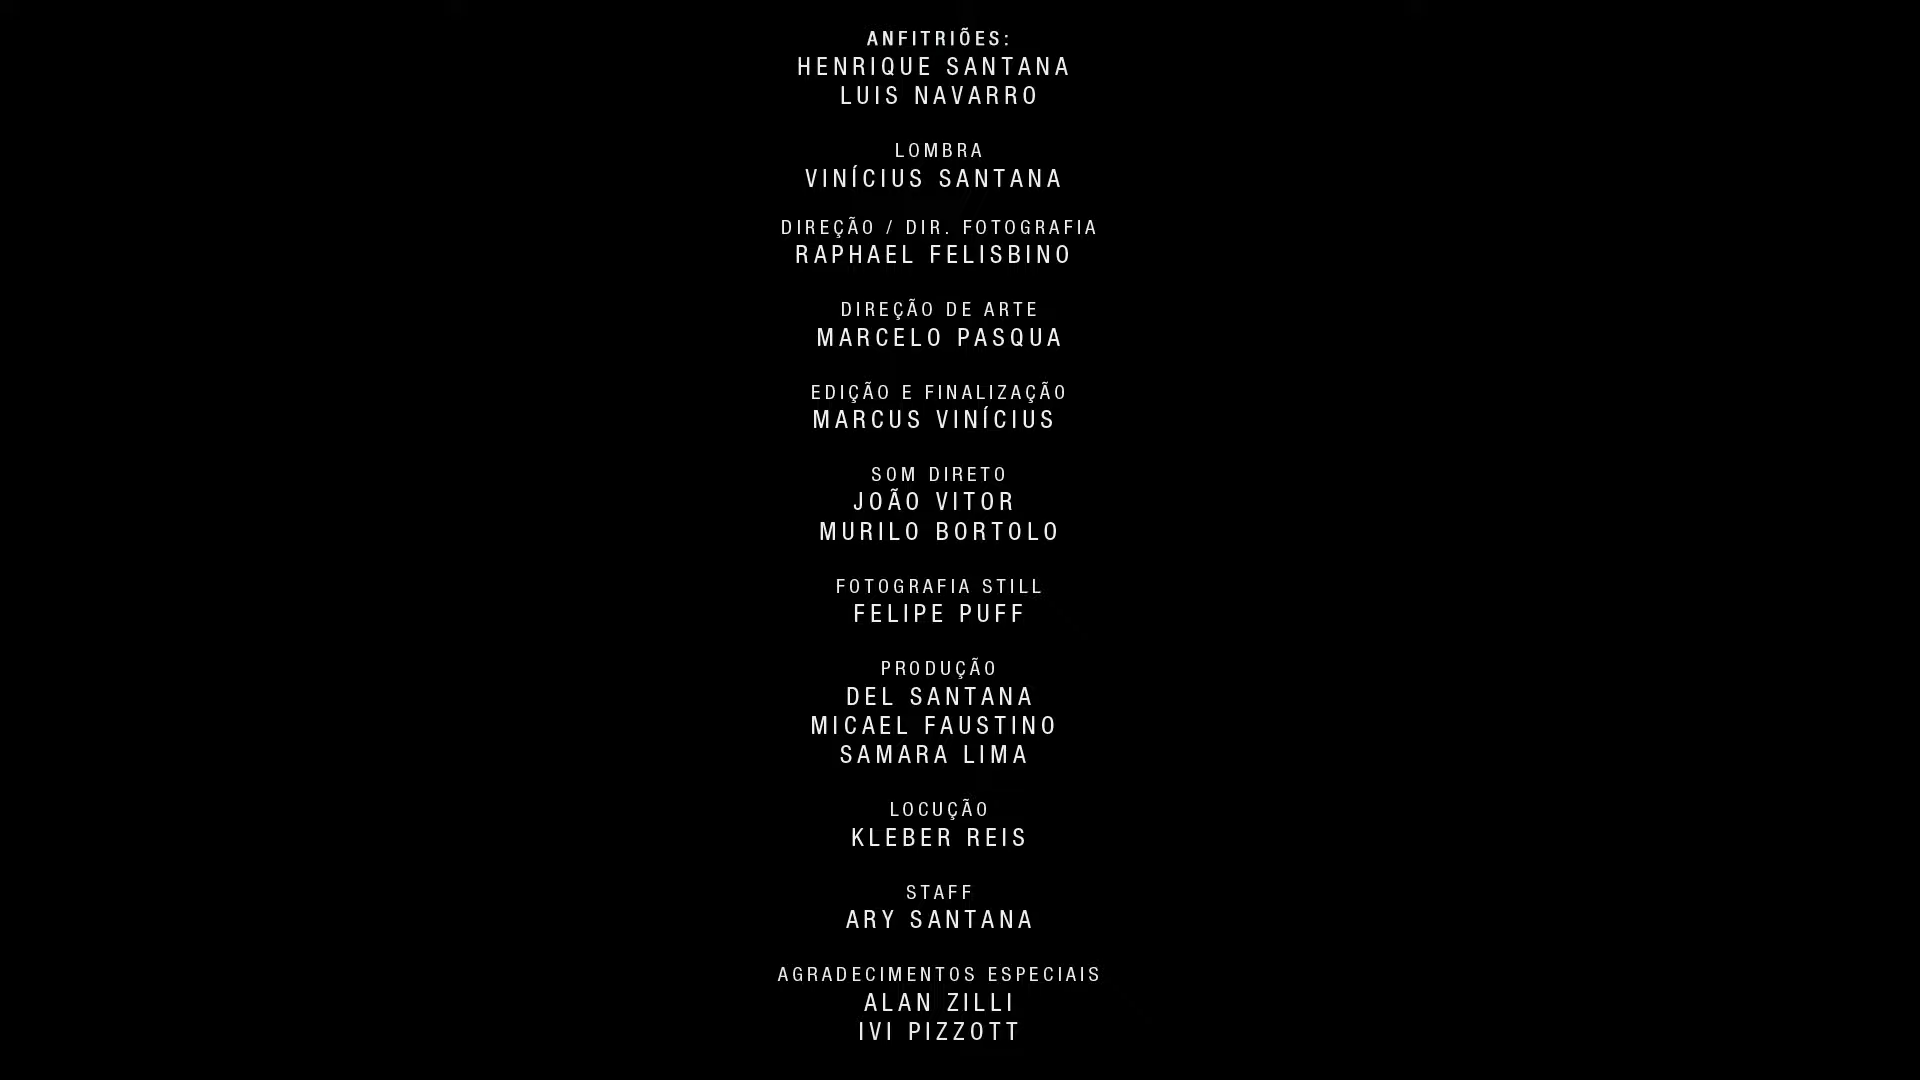 ANFITRIÕES:
HENRIQUE SANTANA
LUIS NAVARRO
LOMBRA
VINÍCIUS SANTANA
DIREÇÃO / DIR. FOTOGRAFIA
RAPHAEL FELISBINO
DIREÇÃO DE ARTE
MARCELO PASQUA
EDIÇÃO E FINALIZAÇÃO
MARCUS VINÍCIUS
SOM DIRETO
JOÃO VITOR
MURILO BORTOLO
FOTOGRAFIA STILL
FELIPE PUFF
PRODUÇÃO
DEL SANTANA
MICAEL FAUSTINO
SAMARA LIMA
LOCUÇÃO
KLEBER REIS
STAFF
ARY SANTANA
AGRADECIMENTOS ESPECIAIS
ALAN ZILLI
IVI PIZZOTT